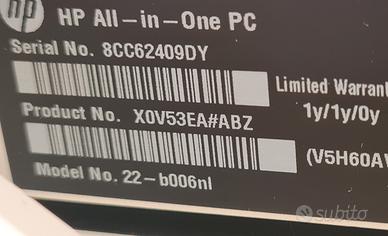 hp HP All-in-One PC
Serial No. 8CC62409DY
Limited Warrant
1y/1y/0y
Product No. X0V53EA#ABZ
(V5H60AV
Model No. 22-b006nl
subito